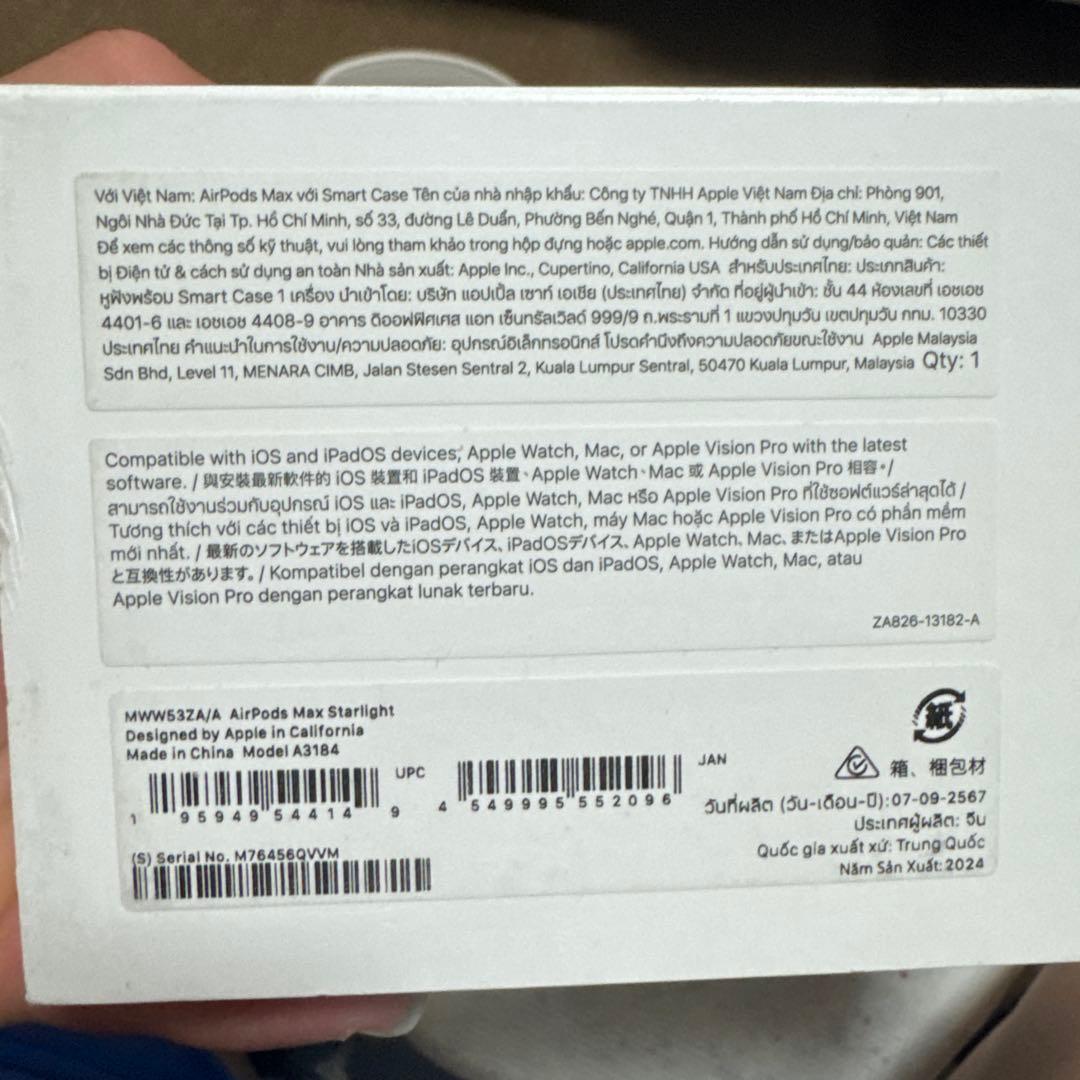 Với Việt Nam: AirPods Max với Smart Case Tên của nhà nhập khẩu: Công ty TNHH Apple Việt Nam Địa chỉ: Phòng 901,
Ngôi Nhà Đức Tại Tp. Hồ Chí Minh, số 33, đường Lê Duẩn, Phường Bến Nghé, Quận 1, Thành phố Hồ Chí Minh, Việt Nam
Để xem các thông số kỹ thuật, vui lòng tham khảo trong hộp đựng hoặc apple.com. Hướng dẫn sử dụng/bảo quản: Các thiết
bị Điện tử & cách sử dụng an toàn Nhà sản xuất: Apple Inc., Cupertino, California USA สำหรับประเทศไทย: ประเภทสินค้า:
หูฟังพร้อม Smart Case 1 เครื่อง นำเข้าโดย: บริษัท แอปเปิ้ล เซาท์ เอเชีย (ประเทศไทย) จำกัด ที่อยู่ผู้นำเข้า: ชั้น 44 ห้องเลขที่ เอชเอช
4401-6 และ เอชเอช 4408-9 อาคาร ดิออฟฟิศเศส แอท เซ็นทรัลเวิลด์ 999/9 ถ.พระรามที่ 1 แขวงปทุมวัน เขตปทุมวัน กทม. 10330
ประเทศไทย คำแนะนำในการใช้งาน/ความปลอดภัย: อุปกรณ์อิเล็กทรอนิกส์ โปรดคำนึงถึงความปลอดภัยขณะใช้งาน Apple Malaysia
Sdn Bhd, Level 11, MENARA CIMB, Jalan Stesen Sentral 2, Kuala Lumpur Sentral, 50470 Kuala Lumpur, Malaysia Qty: 1
Compatible with iOS and iPadOS devices, Apple Watch, Mac, or Apple Vision Pro with the latest
software. / 與安裝最新軟件的 iOS 裝置和 iPadOS 裝置、Apple Watch、Mac 或 Apple Vision Pro 相容。/
สามารถใช้งานร่วมกับอุปกรณ์ iOS และ iPadOS, Apple Watch, Mac หรือ Apple Vision Pro ที่ใช้ซอฟต์แวร์ล่าสุดได้ /
Tương thích với các thiết bị iOS và iPadOS, Apple Watch, máy Mac hoặc Apple Vision Pro có phần mềm
mới nhất. / 最新のソフトウェアを搭載したiOSデバイス、iPadOSデバイス、Apple Watch、Mac、またはApple Vision Pro
と互換性があります。/ Kompatibel dengan perangkat iOS dan iPadOS, Apple Watch, Mac, atau
Apple Vision Pro dengan perangkat lunak terbaru.
ZA826-13182-A
MWW53ZA/A AirPods Max Starlight
Designed by Apple in California
Made in China Model A3184
UPC
1 95949 54414 9
JAN
4 549995 552096
(S) Serial No. M76456QVVM
紙
箱、梱包材
วันที่ผลิต (วัน-เดือน-ปี):07-09-2567
ประเทศผู้ผลิต: จีน
Quốc gia xuất xứ: Trung Quốc
Năm Sản Xuất: 2024